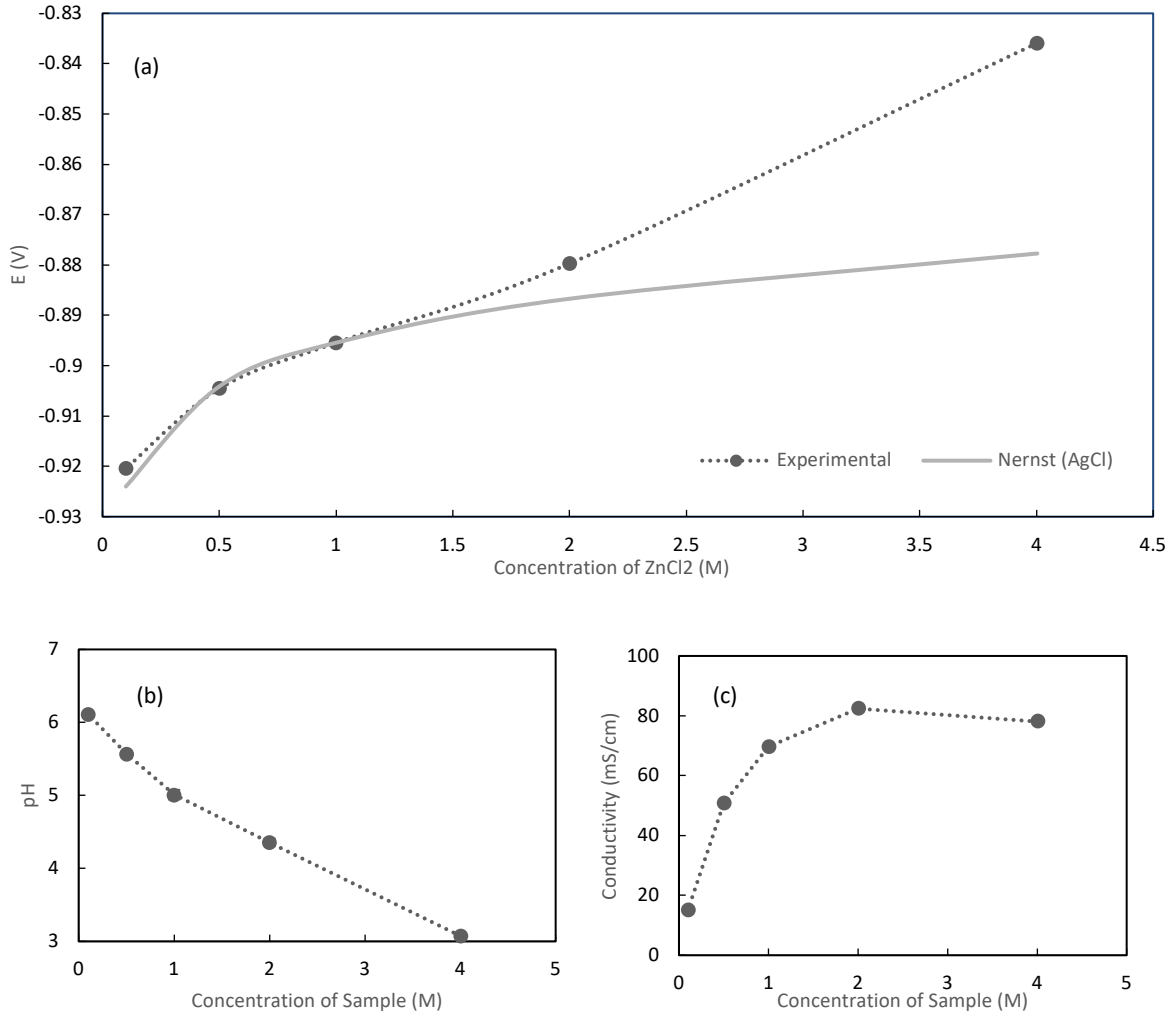 -0.83
-0.84
-0.85
-0.86
-0.87
-0.88
-0.89
-0.9
-0.91
-0.92
-0.93
E (V)
(a)
Experimental
Nernst (AgCl)
0 0.5 1 1.5 2 2.5 3 3.5 4 4.5
Concentration of ZnCl2 (M)
7
6
5
4
3
pH
(b)
0 1 2 3 4 5
Concentration of Sample (M)
100
80
60
40
20
0
Conductivity (mS/cm)
(c)
0 1 2 3 4 5
Concentration of Sample (M)